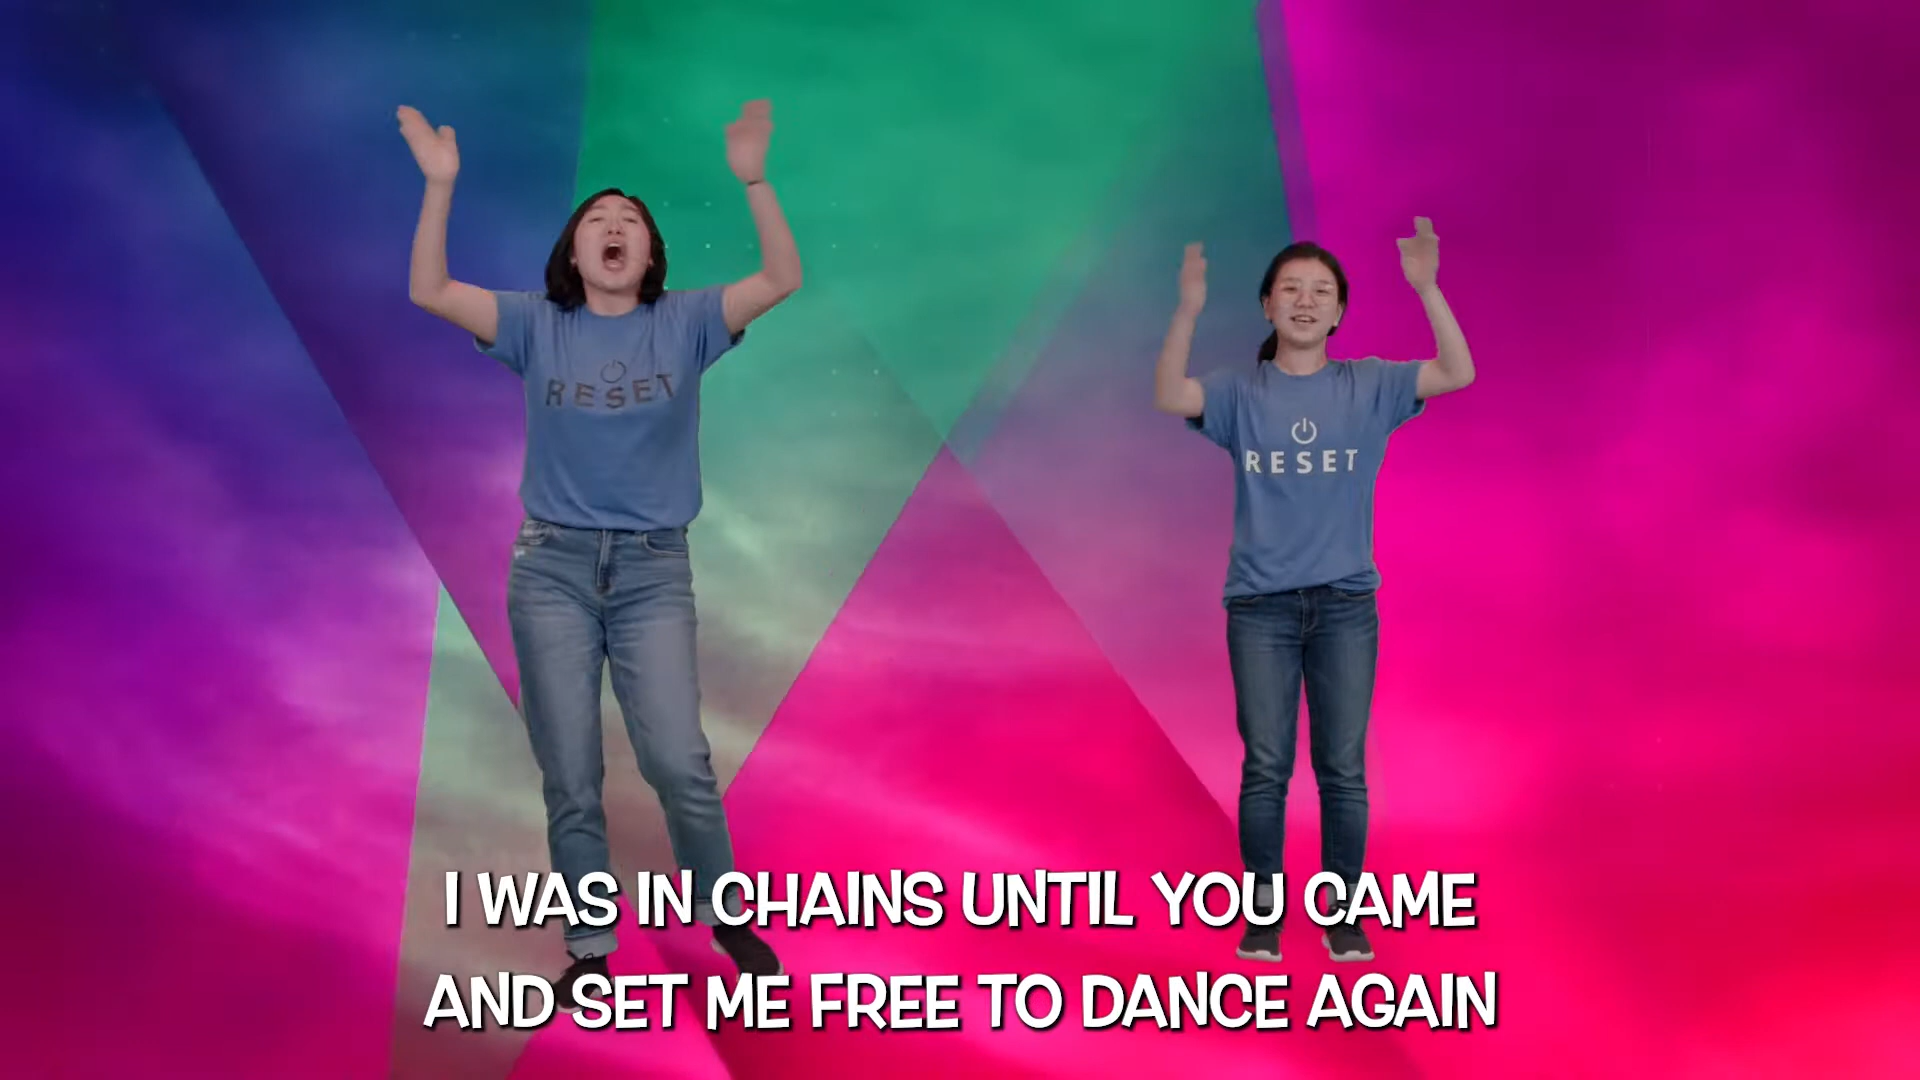 RESET
RESET
I WAS IN CHAINS UNTIL YOU CAME
AND SET ME FREE TO DANCE AGAIN